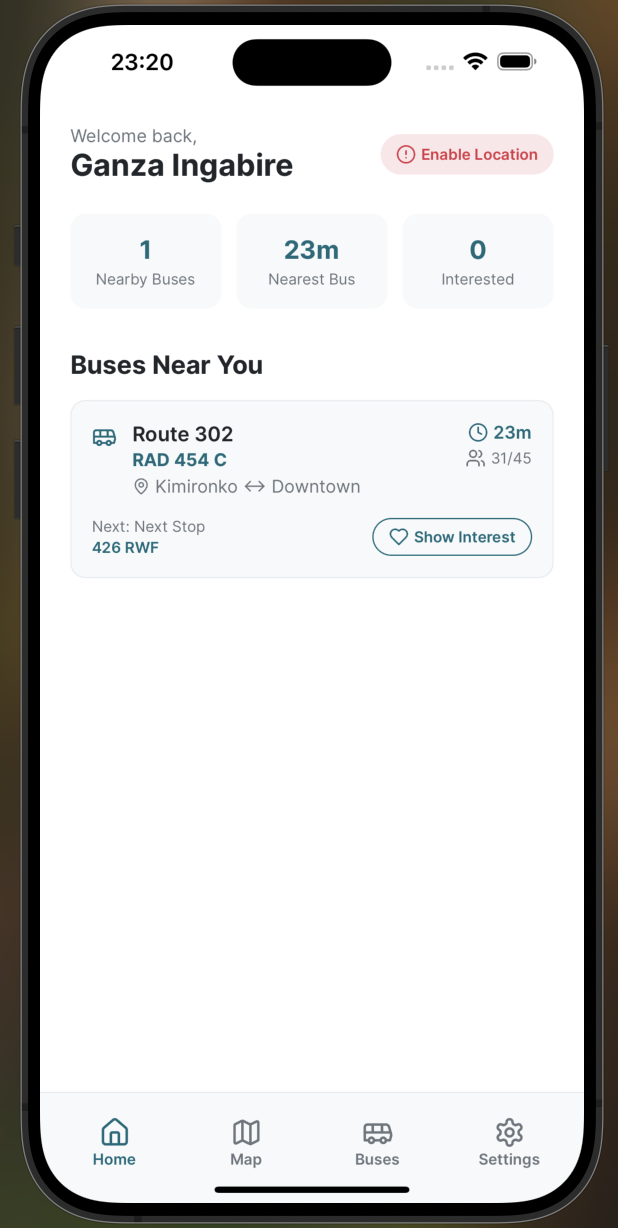 23:20
Welcome back,
Ganza Ingabire
Enable Location
1
Nearby Buses
23m
Nearest Bus
0
Interested
Buses Near You
Route 302
23m
RAD 454 C
31/45
Kimironko ↔ Downtown
Next: Next Stop
426 RWF
Show Interest
Home
Map
Buses
Settings